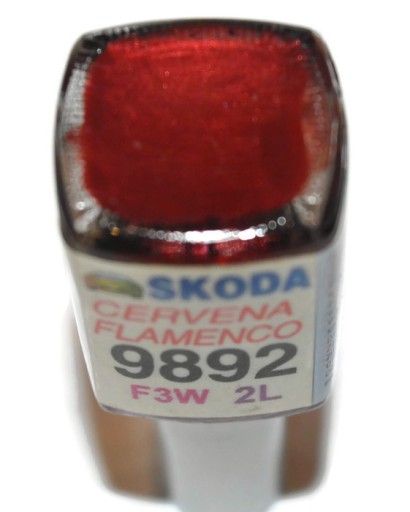 SKODA
CERVENA
FLAMENCO
9892
F3W 2L